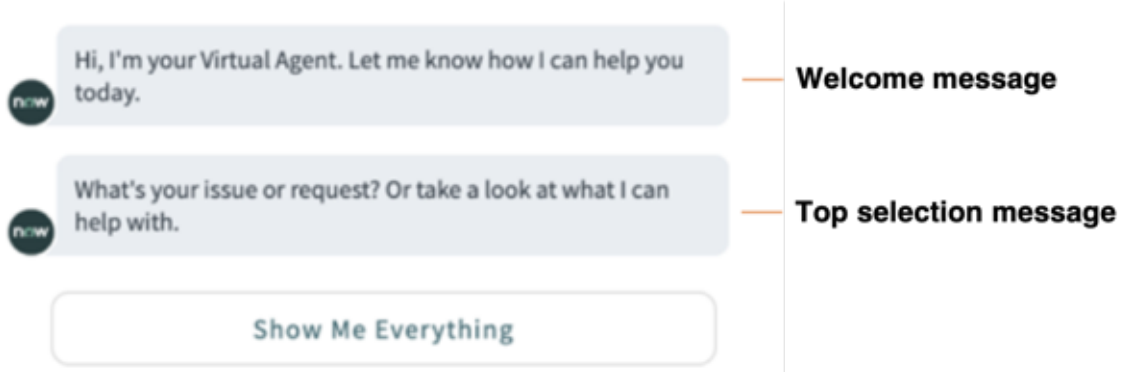 Hi, I'm your Virtual Agent. Let me know how I can help you
today.
now
Welcome message
What's your issue or request? Or take a look at what I can
help with.
now
Top selection message
Show Me Everything